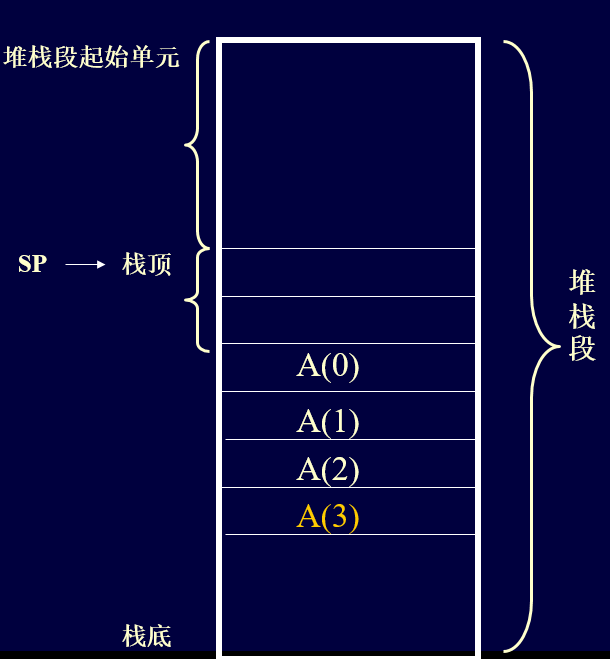 堆栈段起始单元
SP
栈顶
堆
栈
段
A(0)
A(1)
A(2)
A(3)
栈底